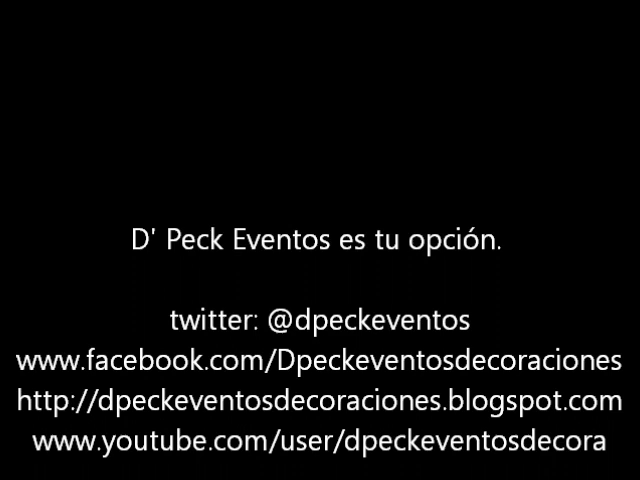 D' Peck Eventos es tu opción.
twitter: @dpeckeventos
www.facebook.com/Dpeckeventosdecoraciones
http://dpeckeventosdecoraciones.blogspot.com
www.youtube.com/user/dpeckeventosdecora